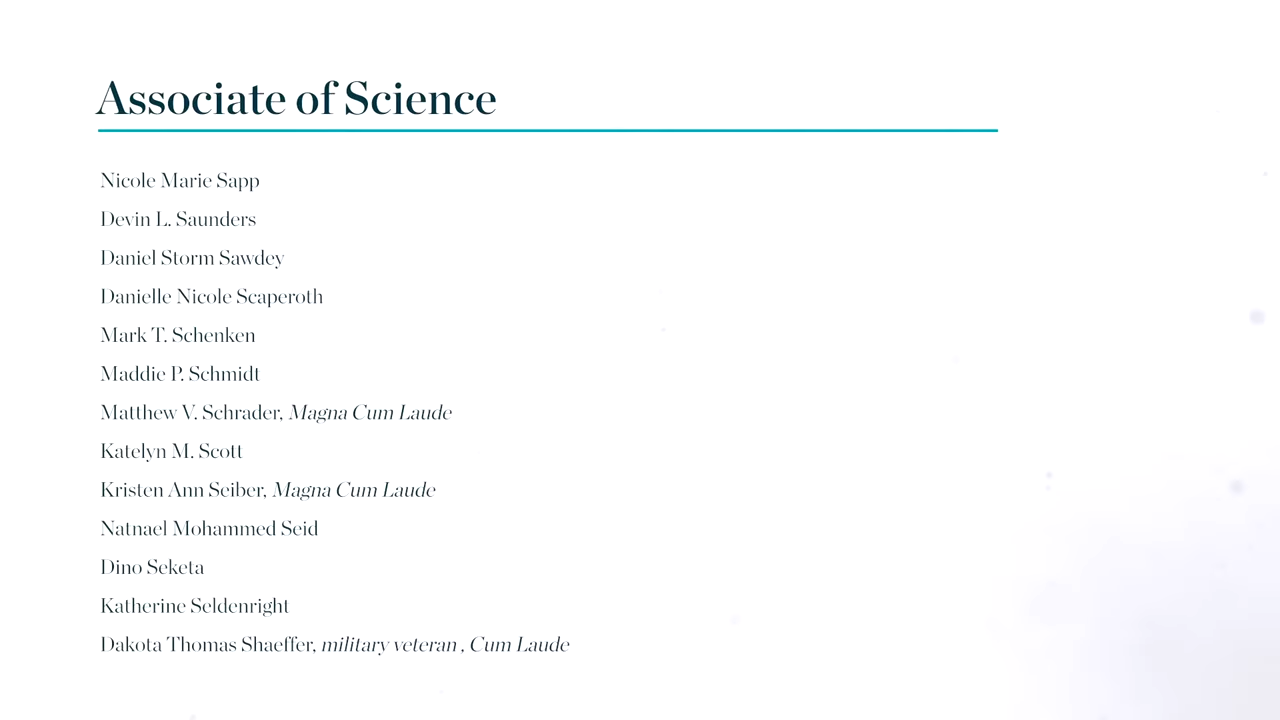 Associate of Science
Nicole Marie Sapp
Devin L. Saunders
Daniel Storm Sawdey
Danielle Nicole Scaperoth
Mark T. Schenken
Maddie P. Schmidt
Matthew V. Schrader, Magna Cum Laude
Katelyn M. Scott
Kristen Ann Seiber, Magna Cum Laude
Natnael Mohammed Seid
Dino Seketa
Katherine Seldenright
Dakota Thomas Shaeffer, military veteran , Cum Laude